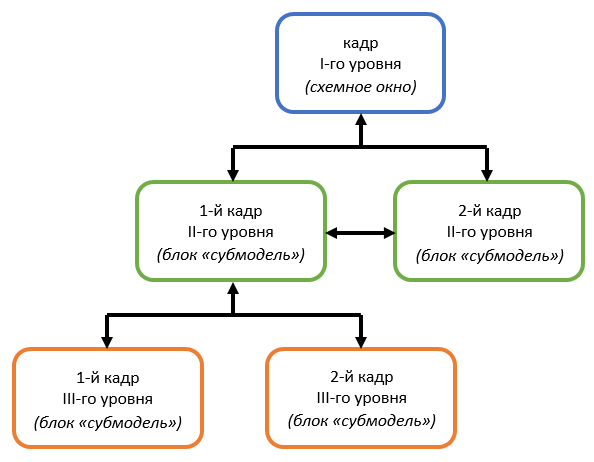 кадр
I-го уровня
(схемное окно)
1-й кадр
II-го уровня
(блок «субмодель»)
2-й кадр
II-го уровня
(блок «субмодель»)
1-й кадр
III-го уровня
(блок «субмодель»)
2-й кадр
III-го уровня
(блок «субмодель»)